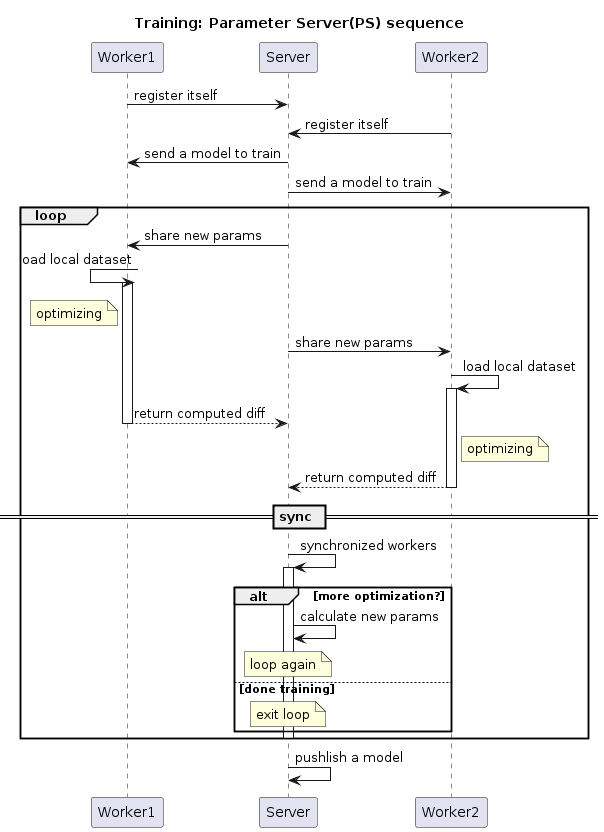 Training: Parameter Server(PS) sequence
Worker1
Server
Worker2
register itself
register itself
send a model to train
send a model to train
loop
share new params
oad local dataset
optimizing
share new params
load local dataset
return computed diff
optimizing
return computed diff
sync
synchronized workers
alt
[more optimization?]
calculate new params
loop again
[done training]
exit loop
pushlish a model
Worker1
Server
Worker2